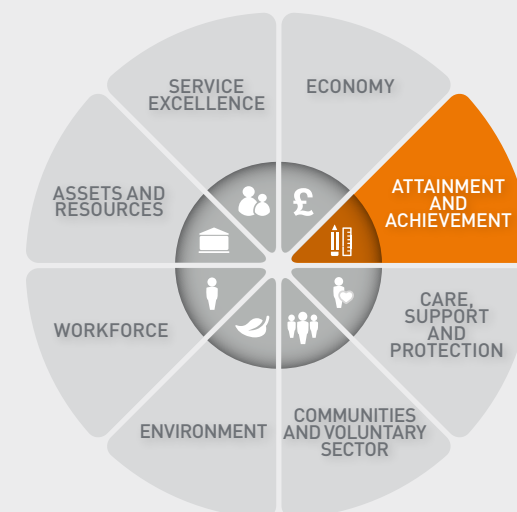 SERVICE
EXCELLENCE
ECONOMY
ATTAINMENT
AND
ACHIEVEMENT
CARE,
SUPPORT
AND
PROTECTION
COMMUNITIES
AND VOLUNTARY
SECTOR
ENVIRONMENT
WORKFORCE
ASSETS AND
RESOURCES
£